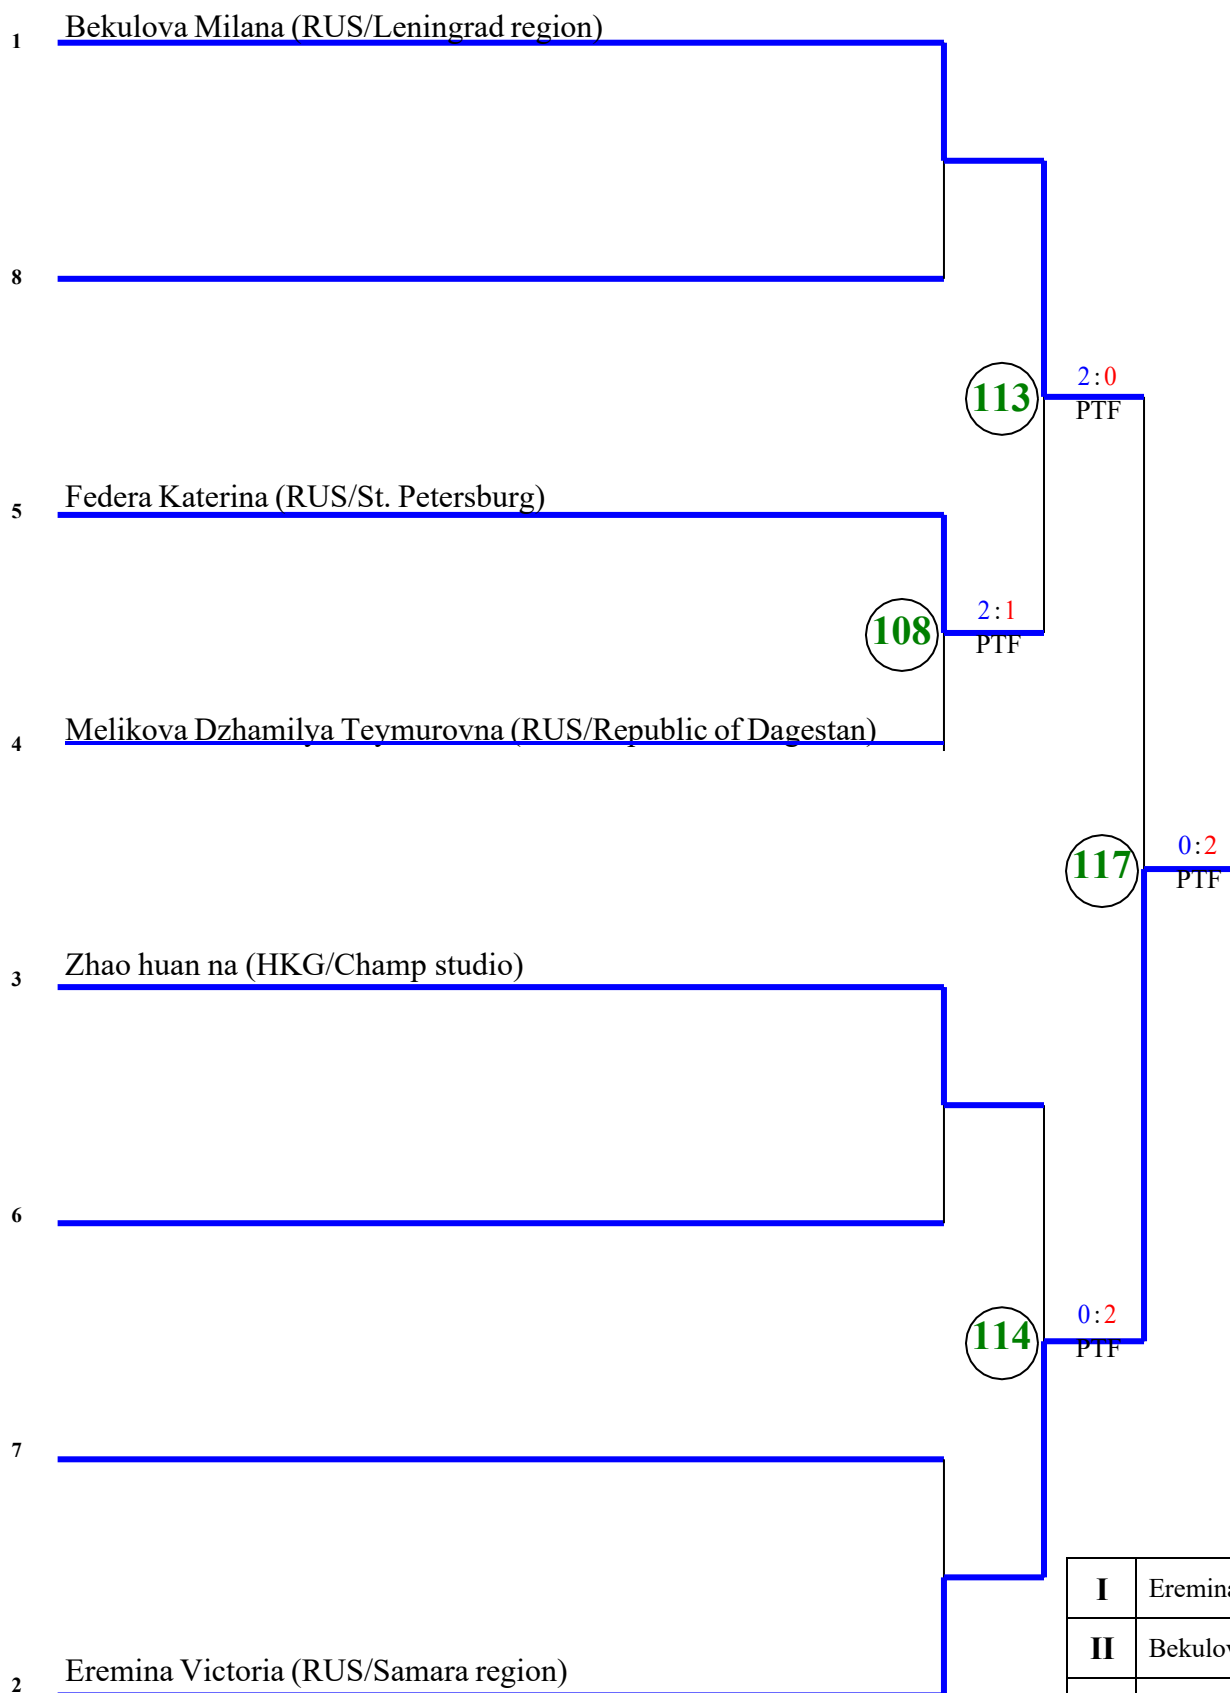 1 Bekulova Milana (RUS/Leningrad region)
8
113 2:0
PTF
5 Federa Katerina (RUS/St. Petersburg)
108 2:1
PTF
4 Melikova Dzhamilya Teymurovna (RUS/Republic of Dagestan)
117 0:2
PTF
3 Zhao huan na (HKG/Champ studio)
6
114 0:2
PTF
7
I Eremina
II Bekulov
2 Eremina Victoria (RUS/Samara region)